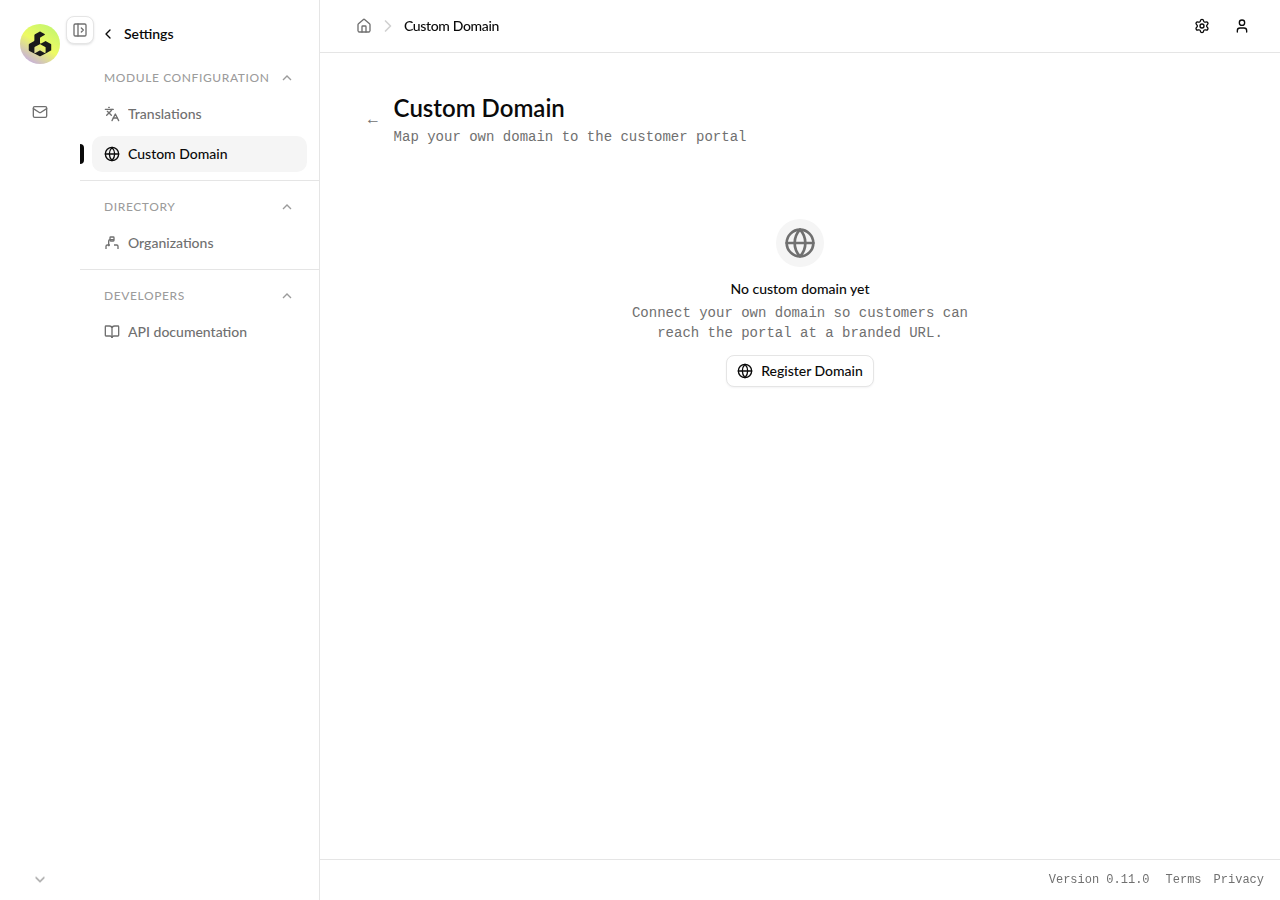 Settings
MODULE CONFIGURATION
Translations
Custom Domain
DIRECTORY
Organizations
DEVELOPERS
API documentation
Custom Domain
←
Custom Domain
Map your own domain to the customer portal
No custom domain yet
Connect your own domain so customers can
reach the portal at a branded URL.
Register Domain
Version 0.11.0 Terms Privacy